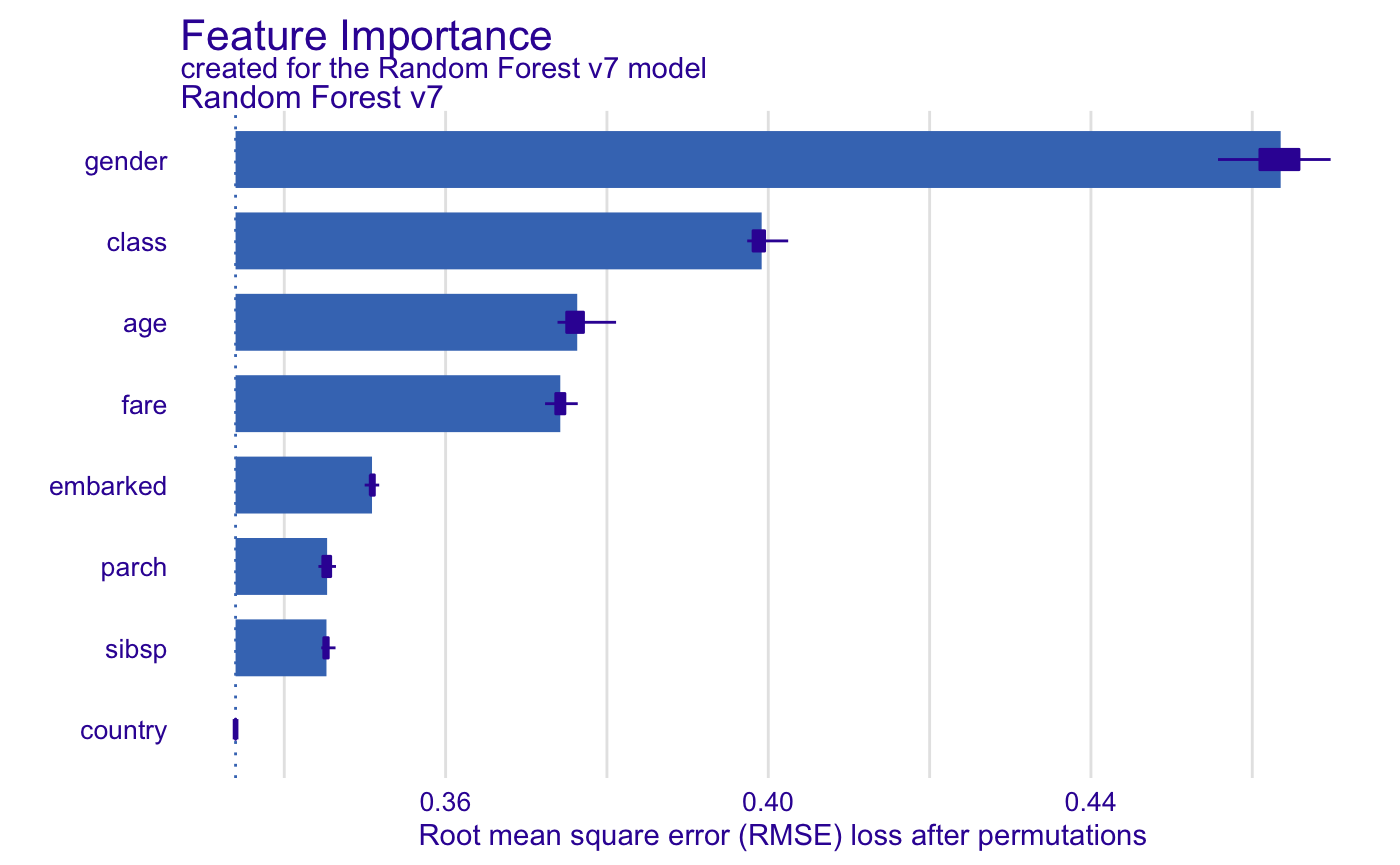 Feature Importance
created for the Random Forest v7 model
Random Forest v7
gender
class
age
fare
embarked
parch
sibsp
country
0.36 0.40 0.44
Root mean square error (RMSE) loss after permutations